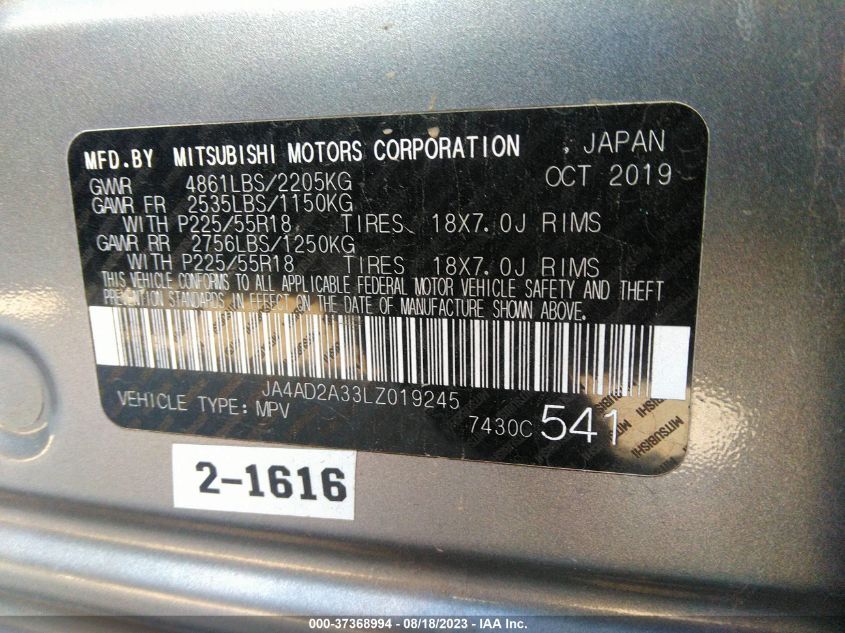 MFD.BY MITSUBISHI MOTORS CORPORATION , JAPAN
GVWR 4861LBS/2205KG OCT 2019
GAWR FR 2535LBS/1150KG
WITH P225/55R18 TIRES, 18X7.0J RIMS
GAWR RR 2756LBS/1250KG
WITH P225/55R18 TIRES 18X7.0J RIMS
THIS VEHICLE CONFORMS TO ALL APPLICABLE FEDERAL MOTOR VEHICLE SAFETY AND THEFT
PREVENTION STANDARDS IN EFFECT ON THE DATE OF MANUFACTURE SHOWN ABOVE.
JA4AD2A33LZ019245
VEHICLE TYPE: MPV 7430C 541
MITSUBISHI
2-1616
000-37368994 - 08/18/2023 - IAA Inc.